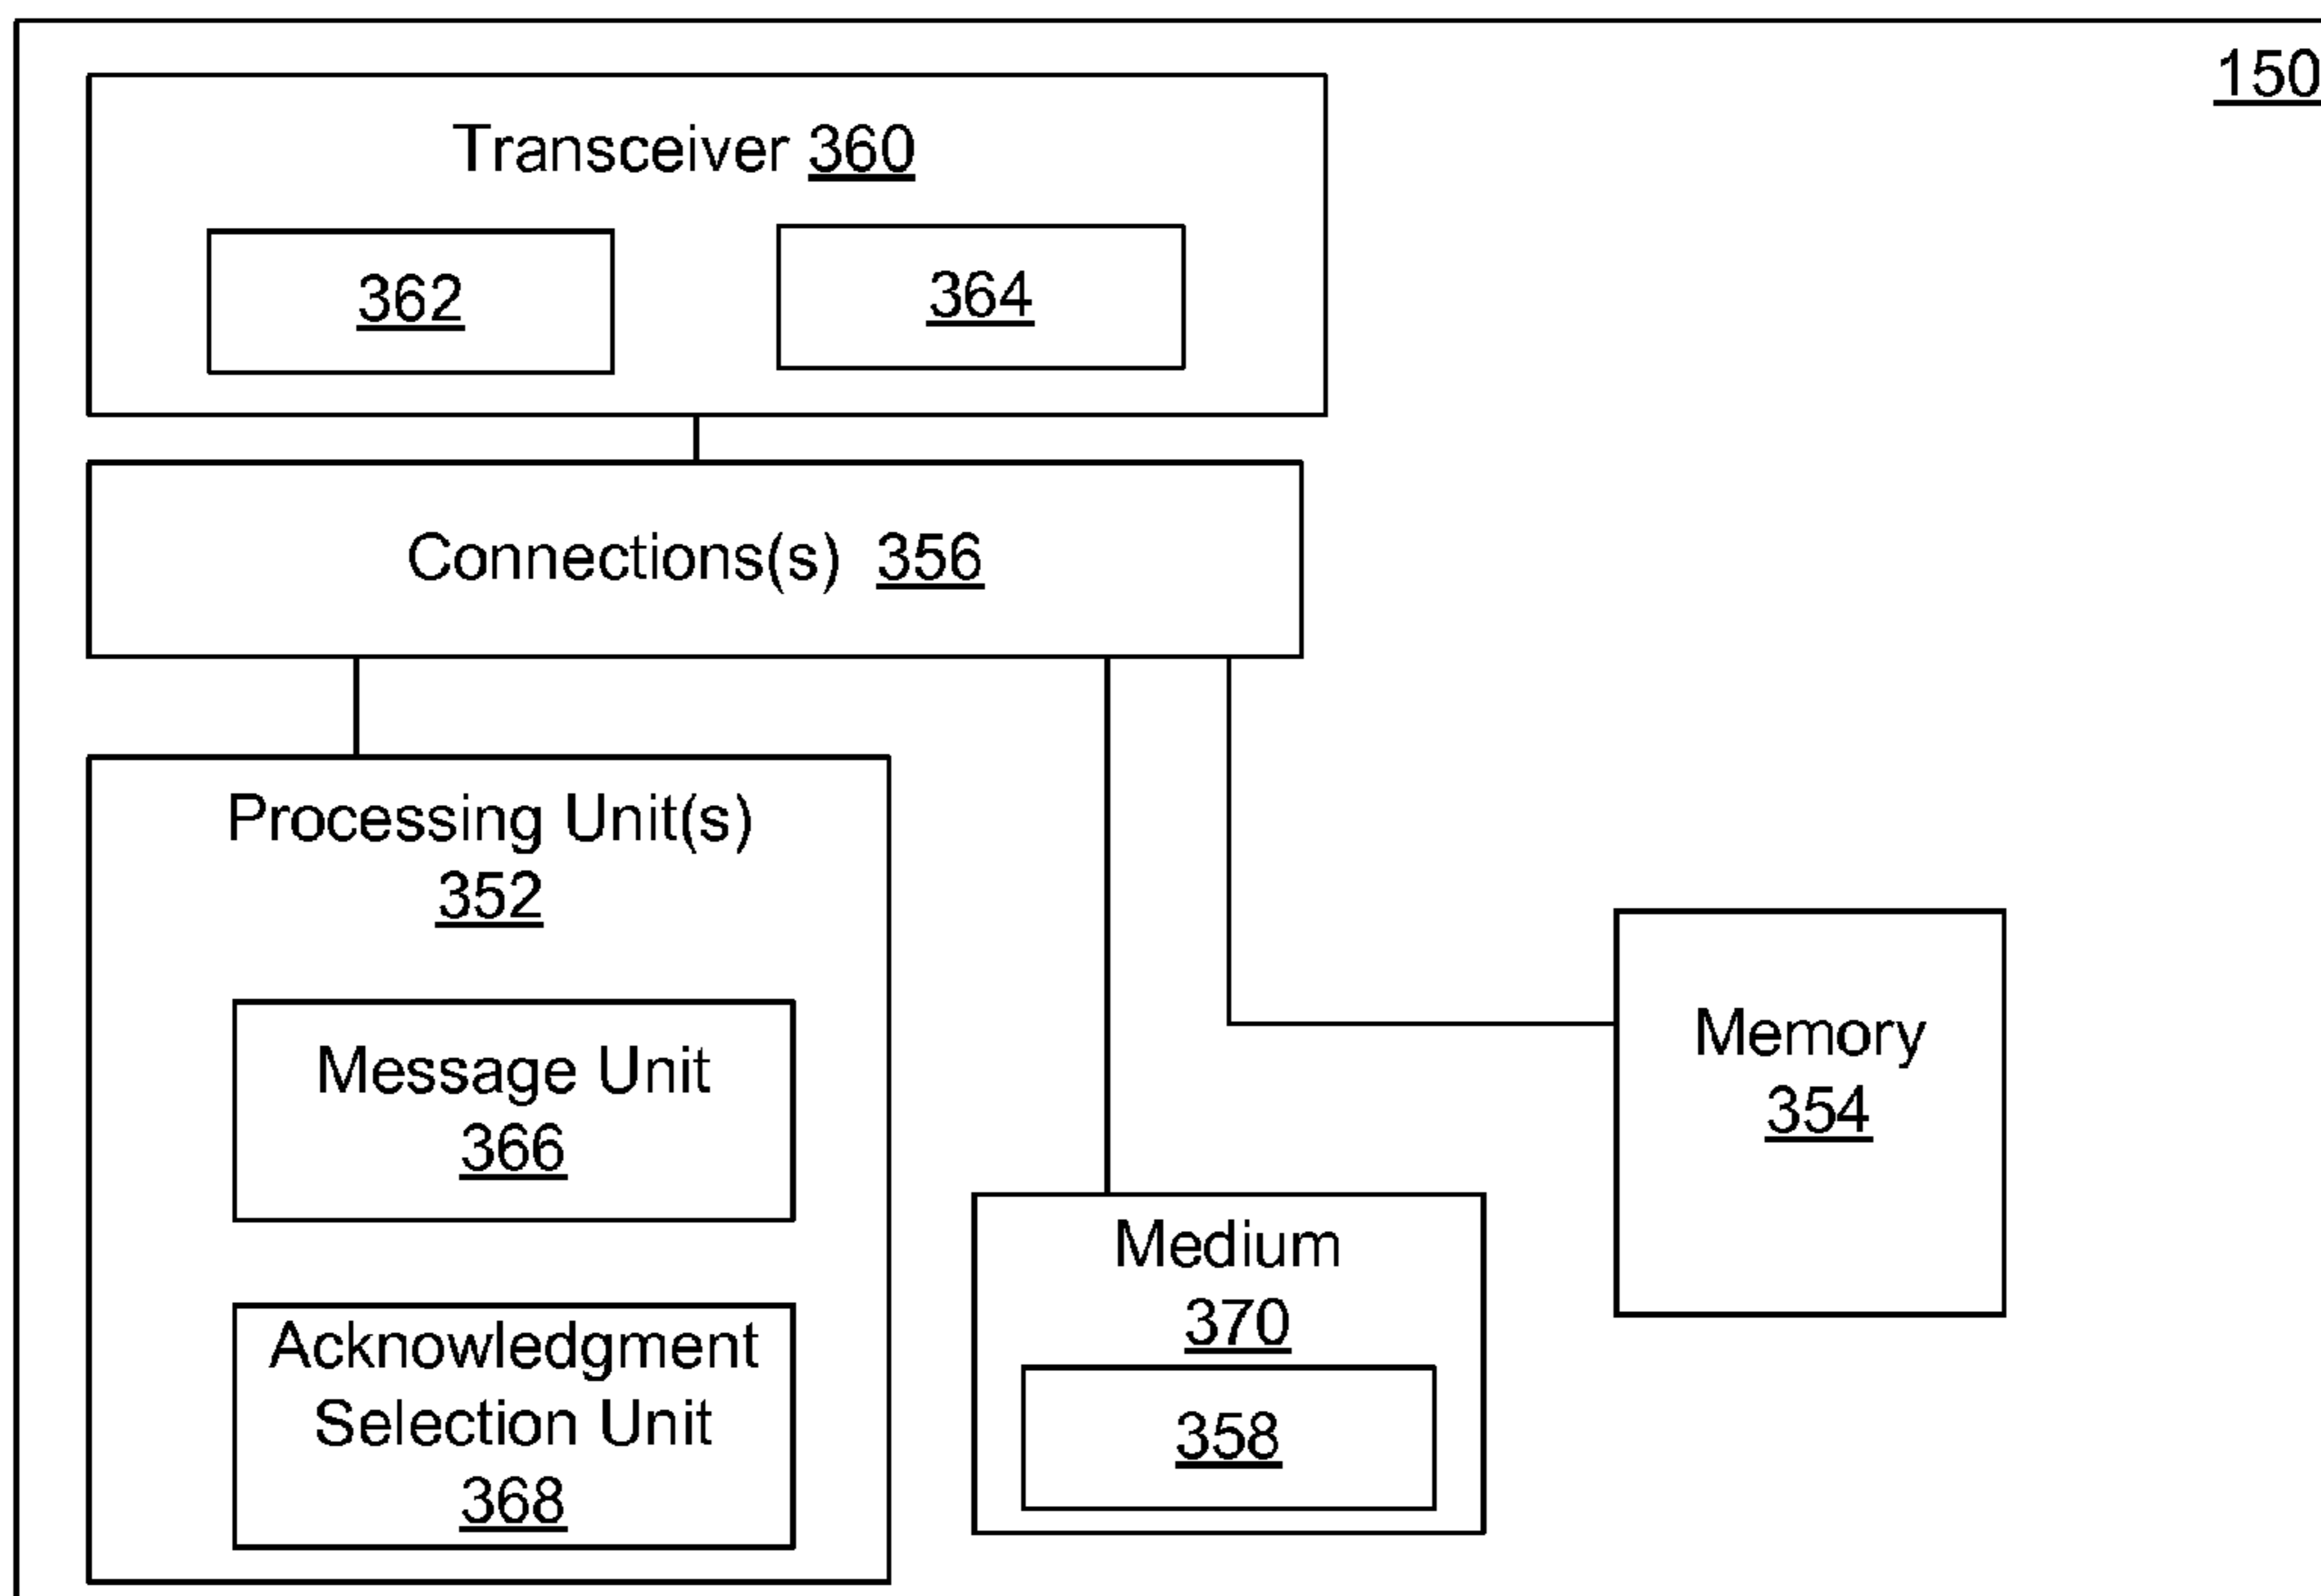 150
Transceiver 360
362
364
Connections(s) 356
Processing Unit(s)
352
Message Unit
366
Acknowledgment
Selection Unit
368
Medium
370
358
Memory
354